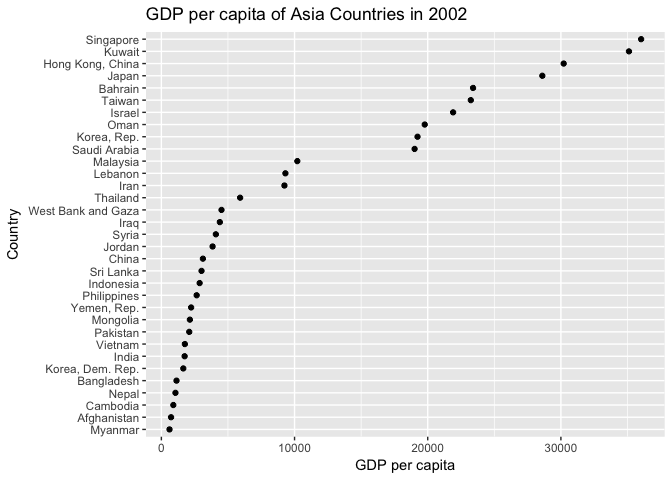 GDP per capita of Asia Countries in 2002
Country
Singapore
Kuwait
Hong Kong, China
Japan
Bahrain
Taiwan
Israel
Oman
Korea, Rep.
Saudi Arabia
Malaysia
Lebanon
Iran
Thailand
West Bank and Gaza
Iraq
Syria
Jordan
China
Sri Lanka
Indonesia
Philippines
Yemen, Rep.
Mongolia
Pakistan
Vietnam
India
Korea, Dem. Rep.
Bangladesh
Nepal
Cambodia
Afghanistan
Myanmar
0 10000 20000 30000
GDP per capita